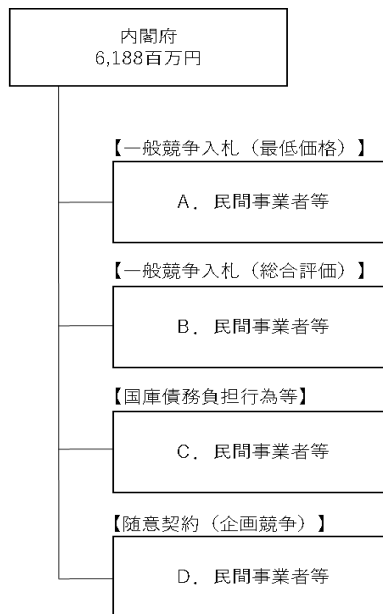 内閣府
6,188百万円
【一般競争入札（最低価格）】
A．民間事業者等
【一般競争入札（総合評価）】
B．民間事業者等
【国庫債務負担行為等】
C．民間事業者等
【随意契約（企画競争）】
D．民間事業者等